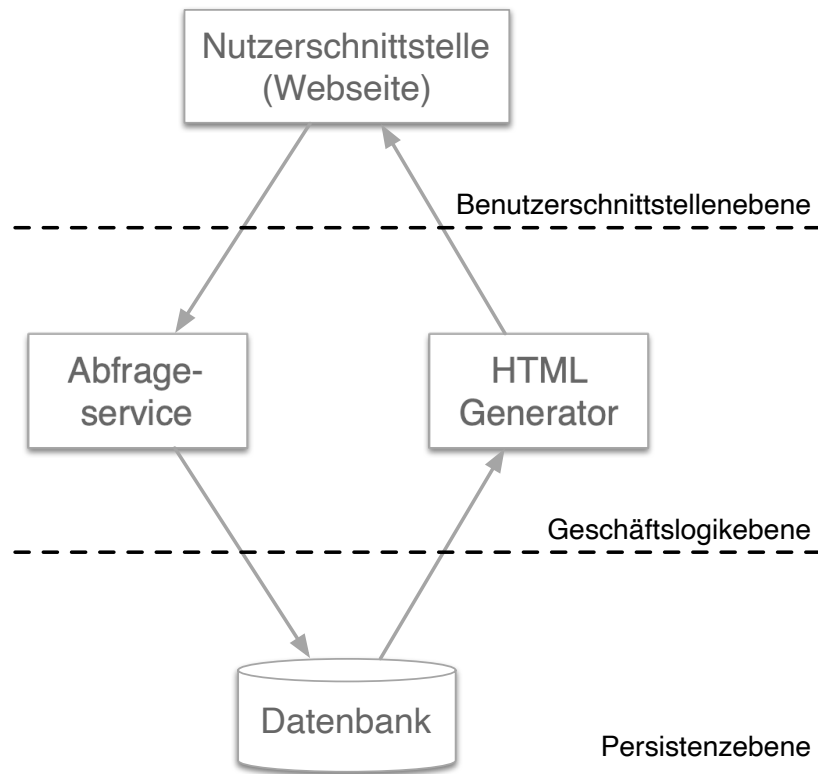 Nutzerschnittstelle
(Webseite)
Benutzerschnittstellenebene
Abfrage-
service
HTML
Generator
Geschäftslogikebene
Datenbank
Persistenzebene